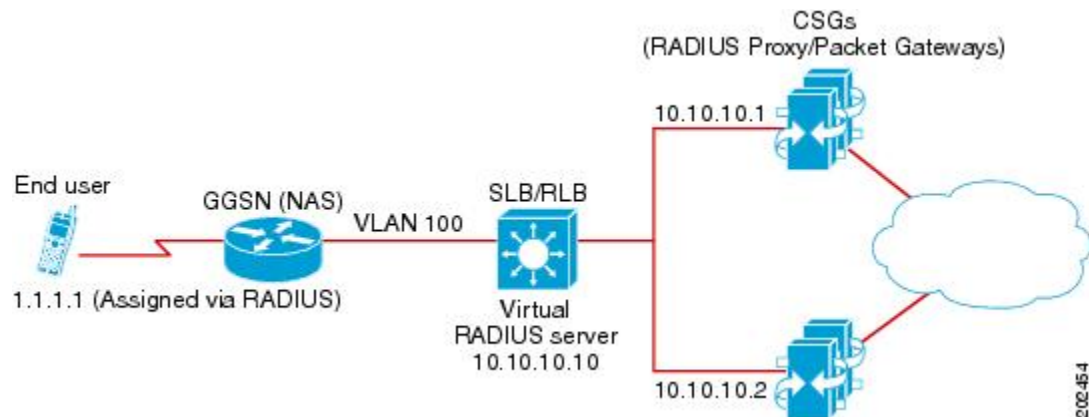 CSGs
(RADIUS Proxy/Packet Gateways)
10.10.10.1
End user
GGSN (NAS)
SLB/RLB
VLAN 100
1.1.1.1 (Assigned via RADIUS)
Virtual
RADIUS server
10.10.10.10
10.10.10.2
202454